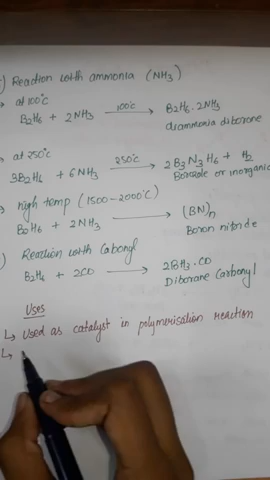 ) Reaction with ammonia (NH3)
at 100°c
B2H6 + 2NH3 100°c → B2H6.2NH3
diammonia diborone
at 250°c
3B2H6 + 6NH3 250°c → 2B3N3H6 + H2
Borazole or inorganic
high temp (1500-2000°C)
B2H6 + 2NH3 → (BN)n
Boron nitride
) Reaction with Cabonyl
B2H6 + 2CO → 2BH3.CO
Diborane Carbonyl
Uses
↳ Used as catalyst in polymerisation reaction
↳